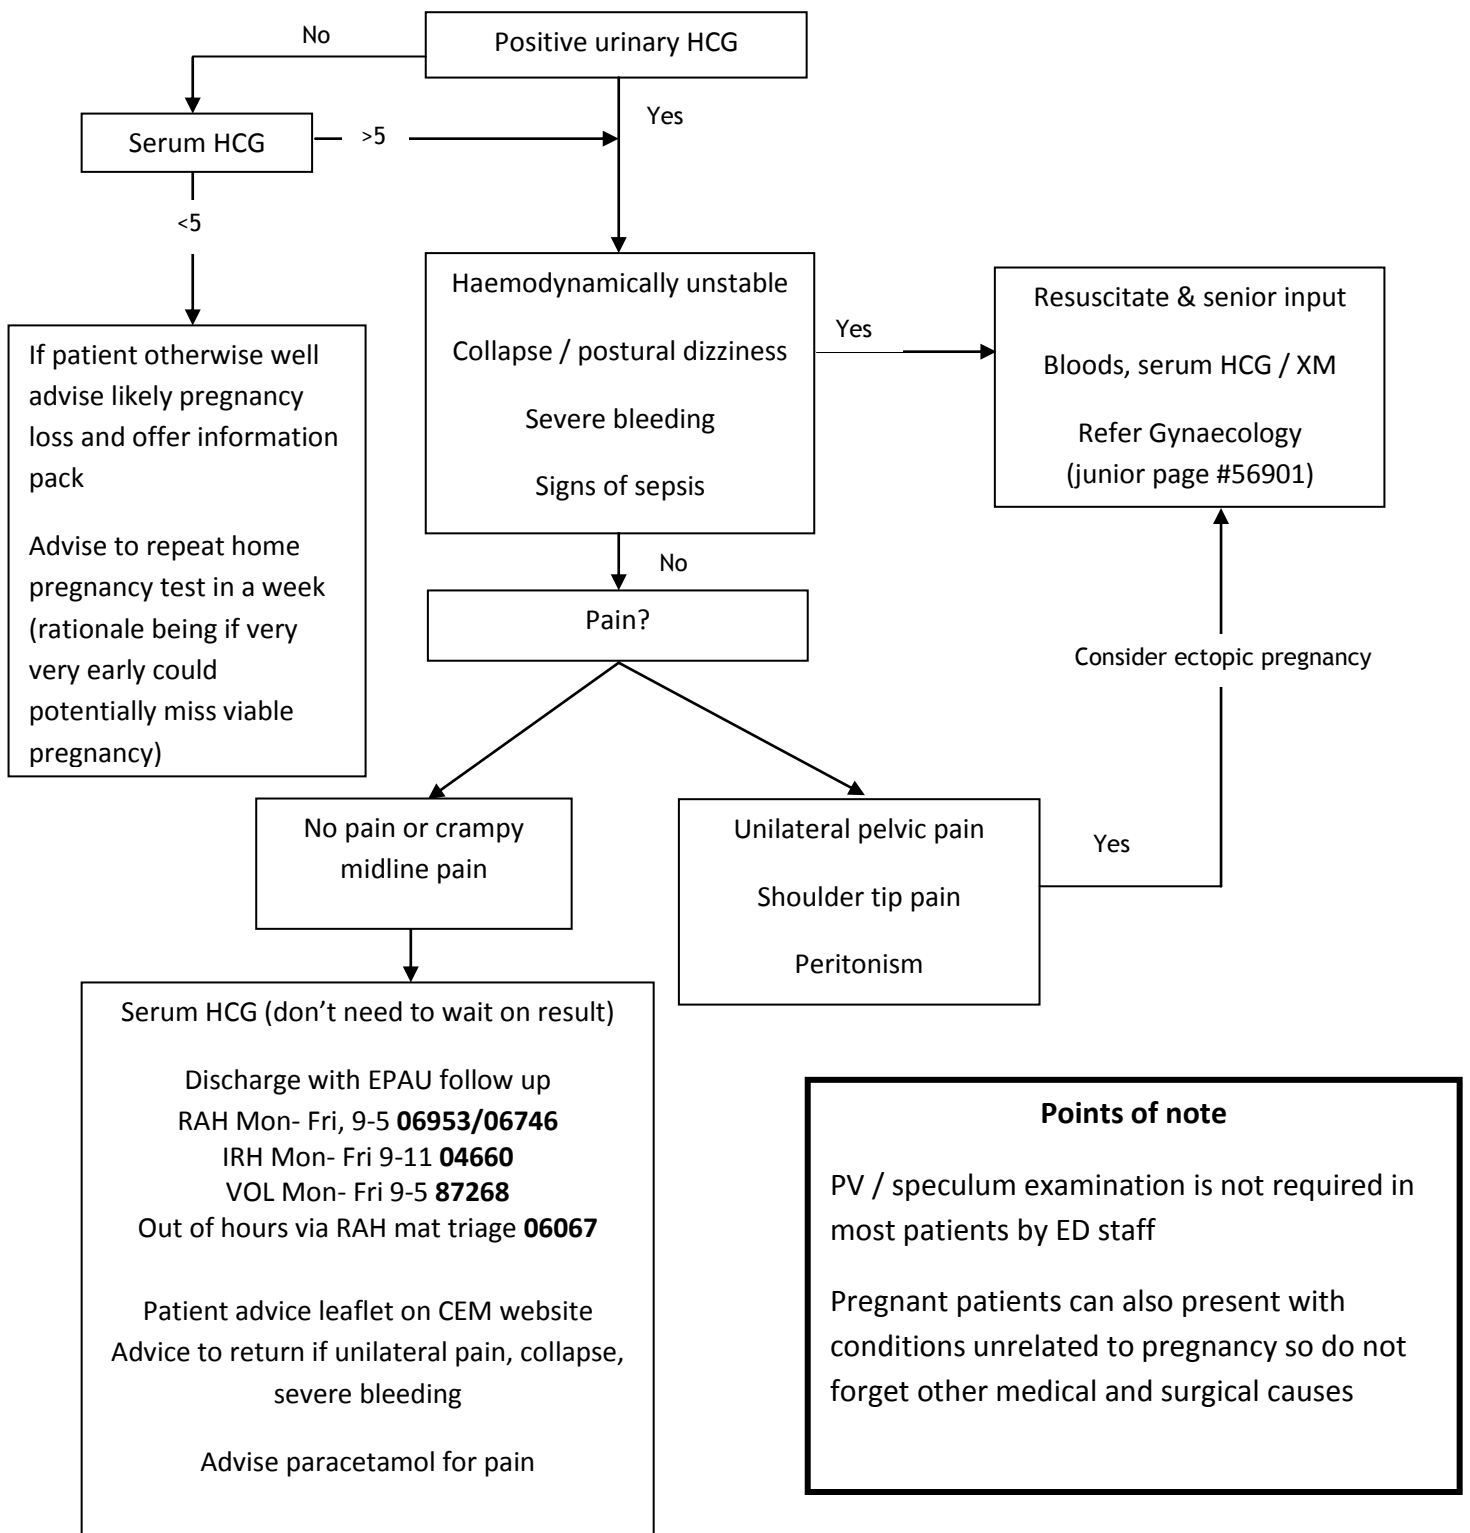 No
Positive urinary HCG
Yes
Serum HCG
>5
<5
Haemodynamically unstable
Collapse / postural dizziness
Severe bleeding
Signs of sepsis
Yes
Resuscitate & senior input
Bloods, serum HCG / XM
Refer Gynaecology
(junior page #56901)
If patient otherwise well
advise likely pregnancy
loss and offer information
pack
Advise to repeat home
pregnancy test in a week
(rationale being if very
very early could
potentially miss viable
pregnancy)
No
Pain?
Consider ectopic pregnancy
No pain or crampy
midline pain
Unilateral pelvic pain
Shoulder tip pain
Peritonism
Yes
Serum HCG (don’t need to wait on result)
Discharge with EPAU follow up
RAH Mon- Fri, 9-5 06953/06746
IRH Mon- Fri 9-11 04660
VOL Mon- Fri 9-5 87268
Out of hours via RAH mat triage 06067
Patient advice leaflet on CEM website
Advice to return if unilateral pain, collapse,
severe bleeding
Advise paracetamol for pain
Points of note
PV / speculum examination is not required in
most patients by ED staff
Pregnant patients can also present with
conditions unrelated to pregnancy so do not
forget other medical and surgical causes